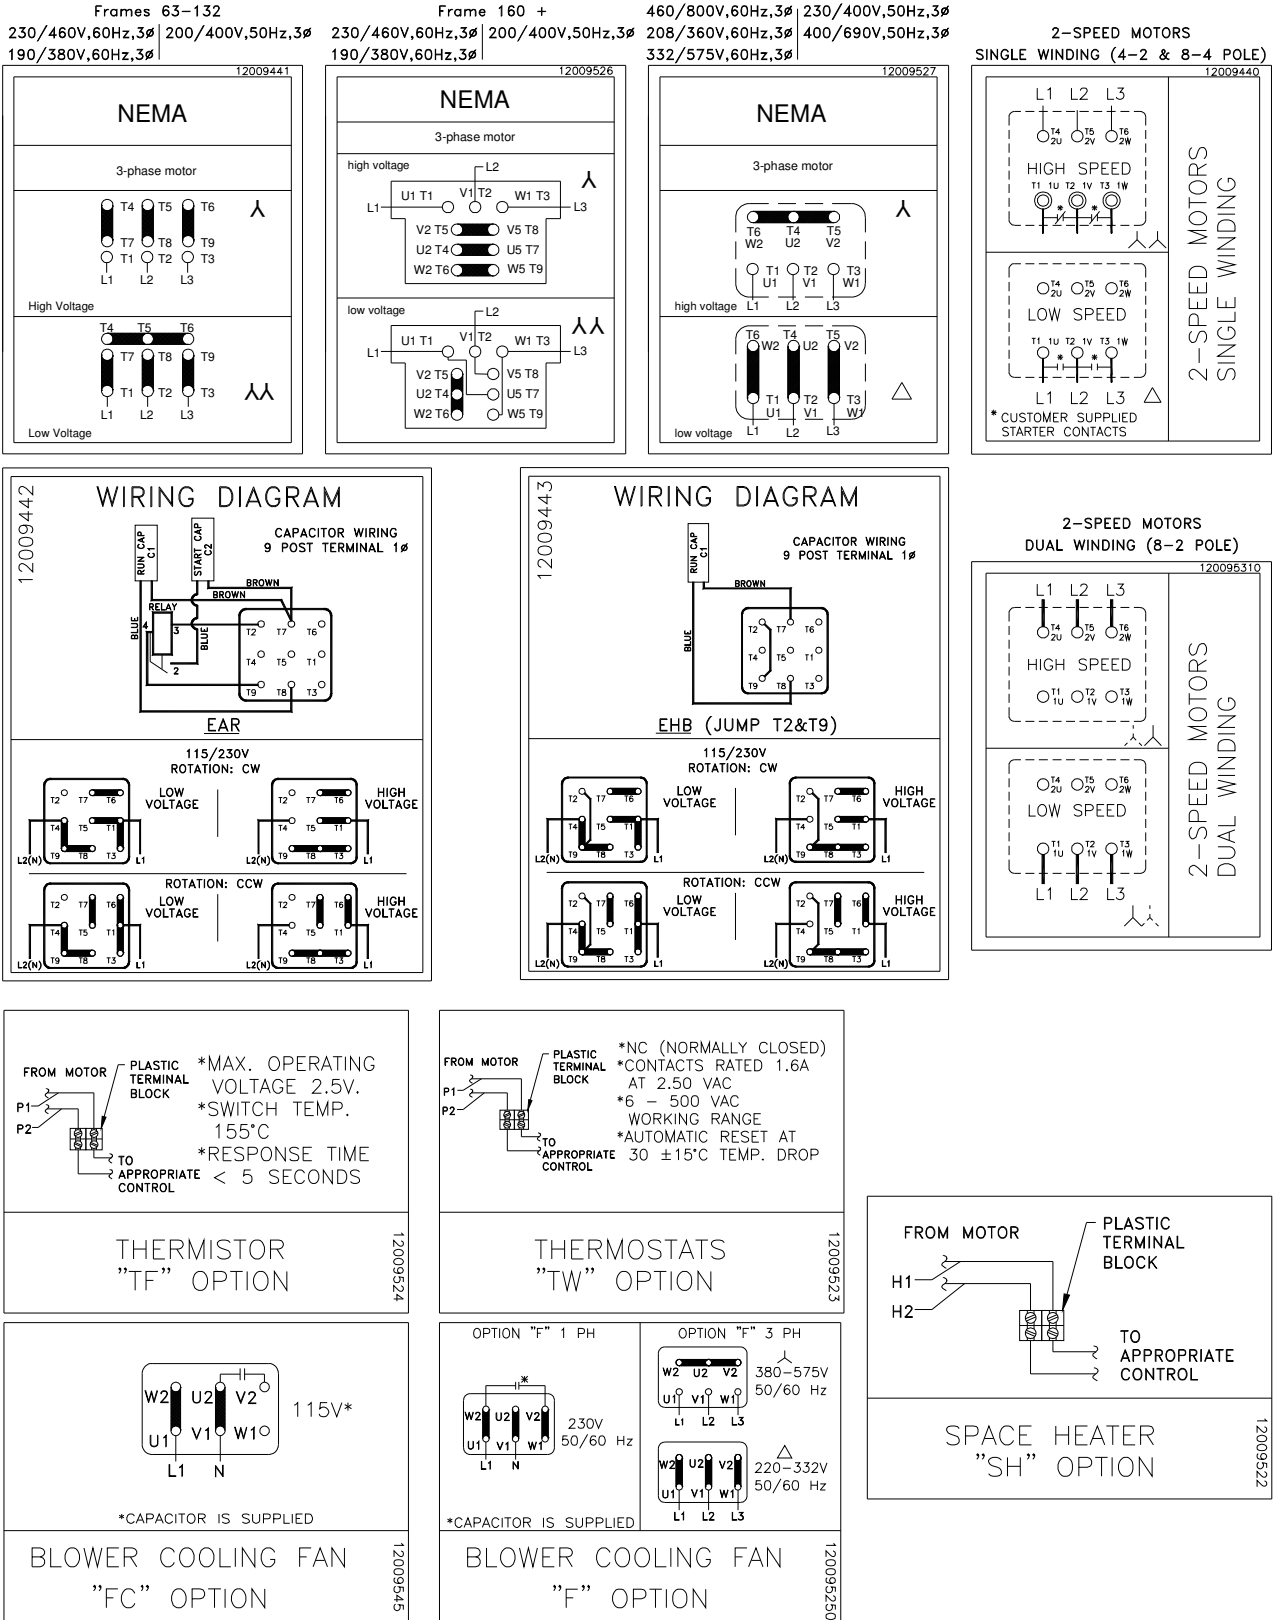 Frames 63-132
230/460V,60Hz,3ø 200/400V,50Hz,3ø
190/380V,60Hz,3ø
12009441
NEMA
3-phase motor
T4 T5 T6
T7 T8 T9
T1 T2 T3
L1 L2 L3
High Voltage
T4 T5 T6
T7 T8 T9
T1 T2 T3
L1 L2 L3
Low Voltage
Frame 160 +
230/460V,60Hz,3ø 200/400V,50Hz,3ø
190/380V,60Hz,3ø
12009526
NEMA
3-phase motor
high voltage
L2
U1 T1 V1 T2 W1 T3
L1 L3
V2 T5 V5 T8
U2 T4 U5 T7
W2 T6 W5 T9
low voltage
L2
U1 T1 V1 T2 W1 T3
L1 L3
V2 T5 V5 T8
U2 T4 U5 T7
W2 T6 W5 T9
460/800V,60Hz,3ø 230/400V,50Hz,3ø
208/360V,60Hz,3ø 400/690V,50Hz,3ø
332/575V,60Hz,3ø
12009527
NEMA
3-phase motor
T6 T4 T5
W2 U2 V2
T1 T2 T3
U1 V1 W1
high voltage L1 L2 L3
T6 T4 T5
W2 U2 V2
T1 T2 T3
U1 V1 W1
low voltage L1 L2 L3
2-SPEED MOTORS
SINGLE WINDING (4-2 & 8-4 POLE)
12009440
L1 L2 L3
T4 T5 T6
2U 2V 2W
HIGH SPEED
T1 1U T2 1V T3 1W
* *
T4 T5 T6
2U 2V 2W
LOW SPEED
T1 1U T2 1V T3 1W
* *
L1 L2 L3
* CUSTOMER SUPPLIED
STARTER CONTACTS
2-SPEED MOTORS
SINGLE WINDING
12009442
WIRING DIAGRAM
CAPACITOR WIRING
9 POST TERMINAL 1ø
RUN CAP
C1
START CAP
C2
BROWN
BROWN
RELAY
BLUE
BLUE
4 3
2
T2 T7 T6
T4 T5 T1
T9 T8 T3
EAR
115/230V
ROTATION: CW
LOW
VOLTAGE
T2 T7 T6
T4 T5 T1
T9 T8 T3
L2(N) L1
HIGH
VOLTAGE
T2 T7 T6
T4 T5 T1
T9 T8 T3
L2(N) L1
ROTATION: CCW
LOW
VOLTAGE
T2 T7 T6
T4 T5 T1
T9 T8 T3
L2(N) L1
HIGH
VOLTAGE
T2 T7 T6
T4 T5 T1
T9 T8 T3
L2(N) L1
12009443
WIRING DIAGRAM
CAPACITOR WIRING
9 POST TERMINAL 1ø
RUN CAP
C1
BROWN
BLUE
T2 T7 T6
T4 T5 T1
T9 T8 T3
EHB (JUMP T2&T9)
115/230V
ROTATION: CW
LOW
VOLTAGE
T2 T7 T6
T4 T5 T1
T9 T8 T3
L2(N) L1
HIGH
VOLTAGE
T2 T7 T6
T4 T5 T1
T9 T8 T3
L2(N) L1
ROTATION: CCW
LOW
VOLTAGE
T2 T7 T6
T4 T5 T1
T9 T8 T3
L2(N) L1
HIGH
VOLTAGE
T2 T7 T6
T4 T5 T1
T9 T8 T3
L2(N) L1
2-SPEED MOTORS
DUAL WINDING (8-2 POLE)
120095310
L1 L2 L3
T4 T5 T6
2U 2V 2W
HIGH SPEED
T1 T2 T3
1U 1V 1W
T4 T5 T6
2U 2V 2W
LOW SPEED
T1 T2 T3
1U 1V 1W
L1 L2 L3
2-SPEED MOTORS
DUAL WINDING
FROM MOTOR
P1
P2
PLASTIC
TERMINAL
BLOCK
TO
APPROPRIATE
CONTROL
*MAX. OPERATING
VOLTAGE 2.5V.
*SWITCH TEMP.
155°C
*RESPONSE TIME
< 5 SECONDS
THERMISTOR
"TF" OPTION
12009524
FROM MOTOR
P1
P2
PLASTIC
TERMINAL
BLOCK
TO
APPROPRIATE
CONTROL
*NC (NORMALLY CLOSED)
*CONTACTS RATED 1.6A
AT 2.50 VAC
*6 - 500 VAC
WORKING RANGE
*AUTOMATIC RESET AT
30 ±15°C TEMP. DROP
THERMOSTATS
"TW" OPTION
12009523
FROM MOTOR
H1
H2
PLASTIC
TERMINAL
BLOCK
TO
APPROPRIATE
CONTROL
SPACE HEATER
"SH" OPTION
12009522
W2 U2 V2
U1 V1 W1
L1 N
115V*
*CAPACITOR IS SUPPLIED
BLOWER COOLING FAN
"FC" OPTION
12009545
OPTION "F" 1 PH
*
W2 U2 V2
U1 V1 W1
L1 N
230V
50/60 Hz
*CAPACITOR IS SUPPLIED
OPTION "F" 3 PH
W2 U2 V2
U1 V1 W1
L1 L2 L3
380-575V
50/60 Hz
W2 U2 V2
U1 V1 W1
L1 L2 L3
220-332V
50/60 Hz
BLOWER COOLING FAN
"F" OPTION
120095250